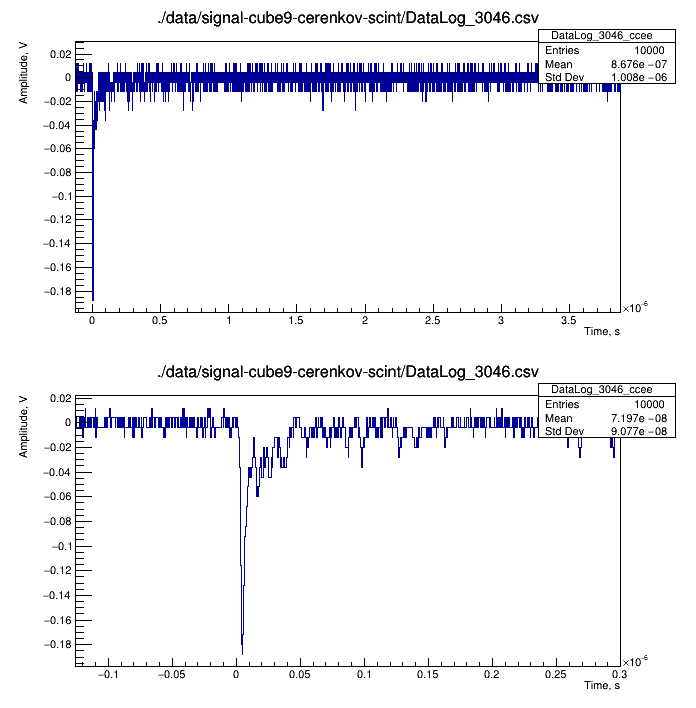 ./data/signal-cube9-cerenkov-scint/DataLog_3046.csv
Amplitude, V
DataLog_3046_ccee
Entries 10000
Mean 8.676e −07
Std Dev 1.008e −06
0.02
0
−0.02
−0.04
−0.06
−0.08
−0.1
−0.12
−0.14
−0.16
−0.18
0 0.5 1 1.5 2 2.5 3 3.5
×10-6
Time, s
./data/signal-cube9-cerenkov-scint/DataLog_3046.csv
Amplitude, V
DataLog_3046_ccee
Entries 10000
Mean 7.197e −08
Std Dev 9.077e −08
0.02
0
−0.02
−0.04
−0.06
−0.08
−0.1
−0.12
−0.14
−0.16
−0.18
−0.1 −0.05 0 0.05 0.1 0.15 0.2 0.25 0.3
×10-6
Time, s